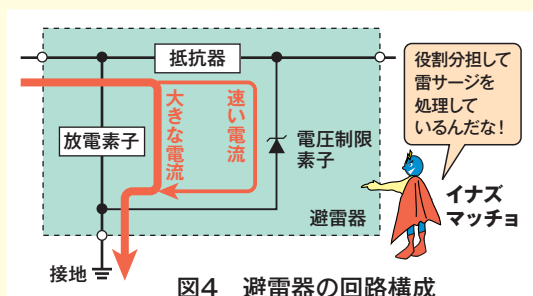 抵抗器
放電素子
大きな電流
速い電流
電圧制限
素子
避雷器
接地
役割分担して
雷サージを
処理して
いるんだな!
イナズ
マッチョ
図4 避雷器の回路構成